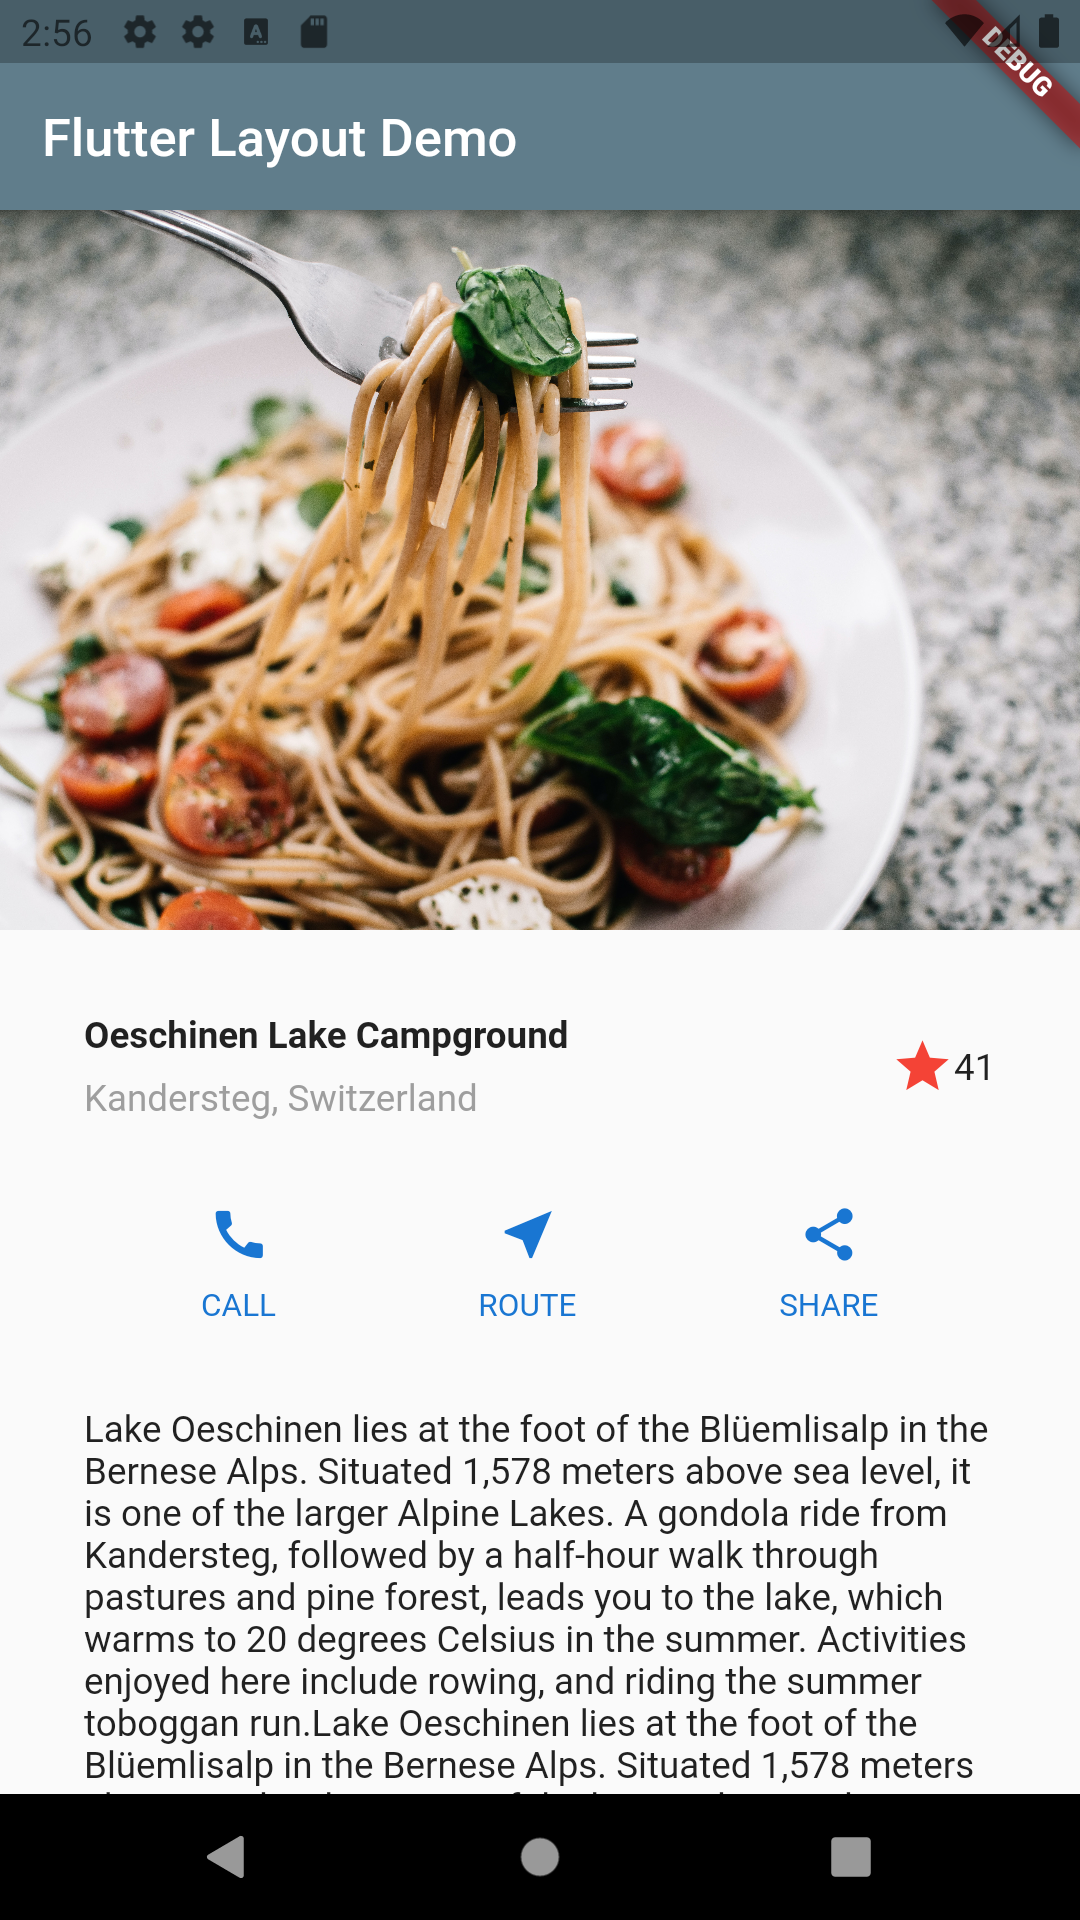 2:56
DEBUG
Flutter Layout Demo
Oeschinen Lake Campground
41
Kandersteg, Switzerland
CALL ROUTE SHARE
Lake Oeschinen lies at the foot of the Blüemlisalp in the
Bernese Alps. Situated 1,578 meters above sea level, it
is one of the larger Alpine Lakes. A gondola ride from
Kandersteg, followed by a half-hour walk through
pastures and pine forest, leads you to the lake, which
warms to 20 degrees Celsius in the summer. Activities
enjoyed here include rowing, and riding the summer
toboggan run.Lake Oeschinen lies at the foot of the
Blüemlisalp in the Bernese Alps. Situated 1,578 meters